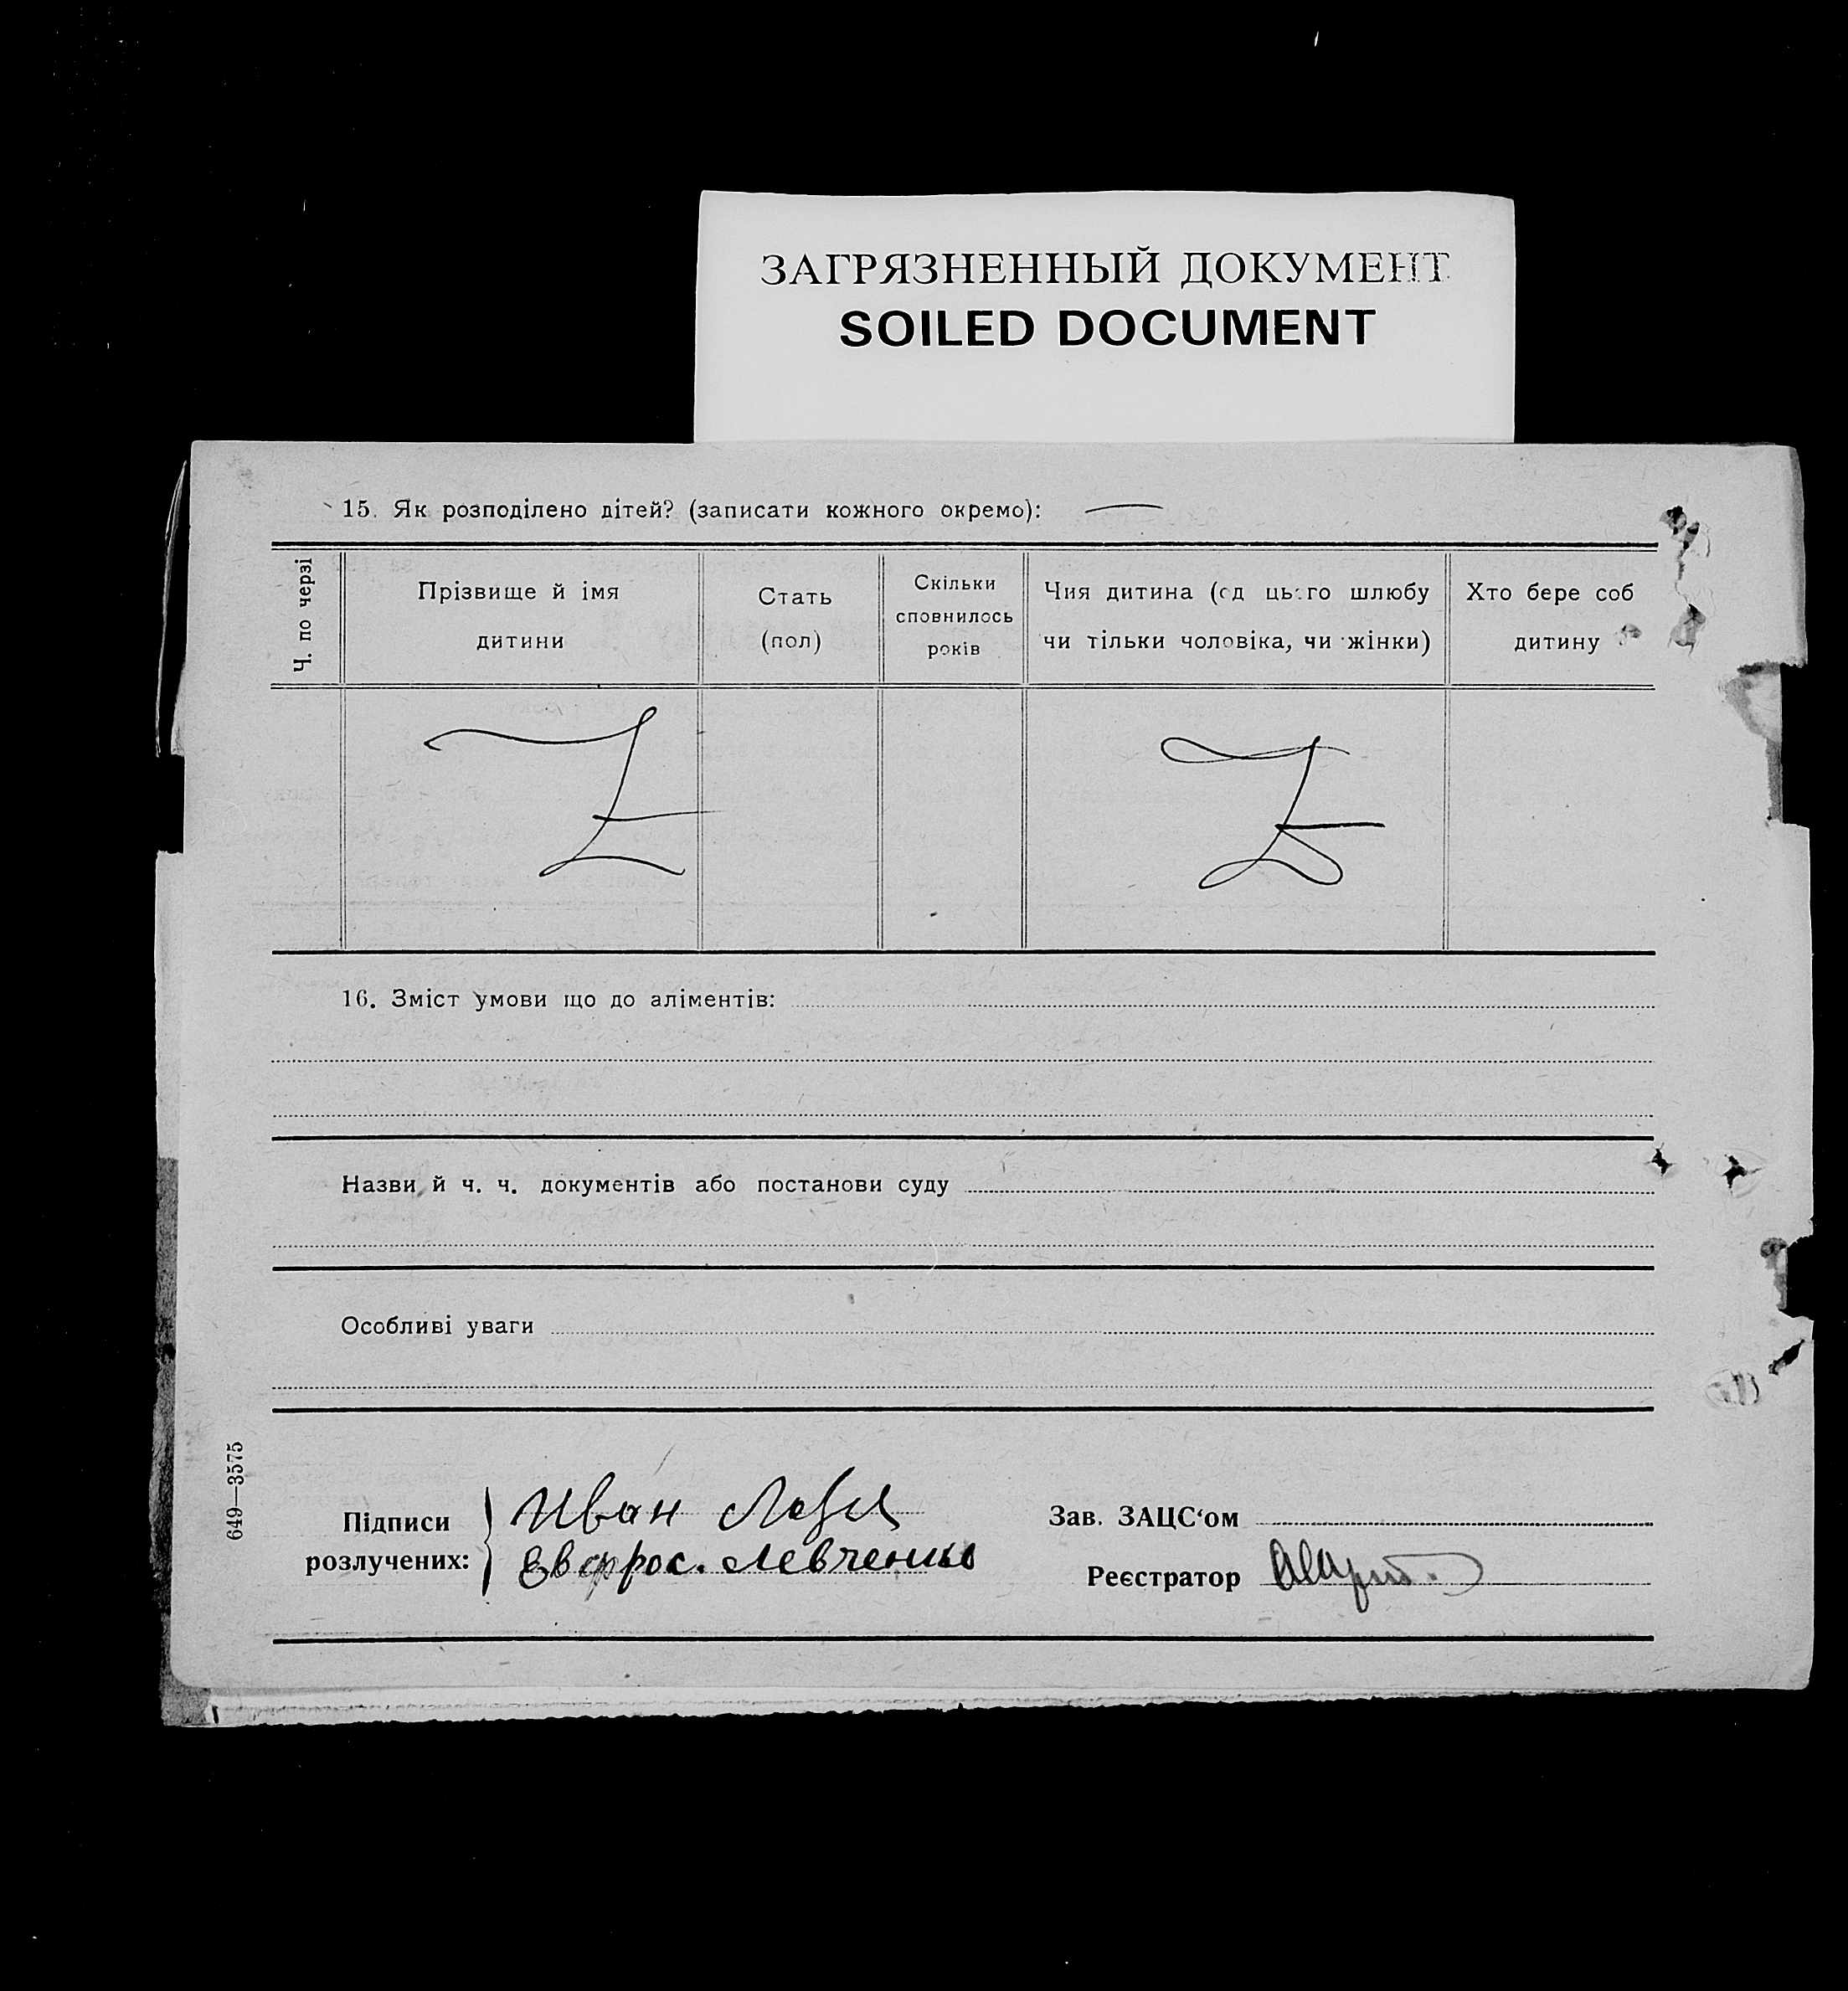 ЗАГРЯЗНЕННЫЙ ДОКУМЕНТ
SOILED DOCUMENT
15. Як розподілено дітей? (записати кожного окремо): —
Ч. по черзі
Прізвище й імя
дитини
Стать
(пол)
Скільки
сповнилось
років
Чия дитина (од цього шлюбу
чи тільки чоловіка, чи жінки)
Хто бере соб
дитину
Z
Z
16. Зміст умови що до аліментів:
Назви й ч. ч. документів або постанови суду
Особливі уваги
649—3575
Підписи
розлучених:
Иван
Евфрос. Левченко
Зав. ЗАЦС‘ом
Реєстратор